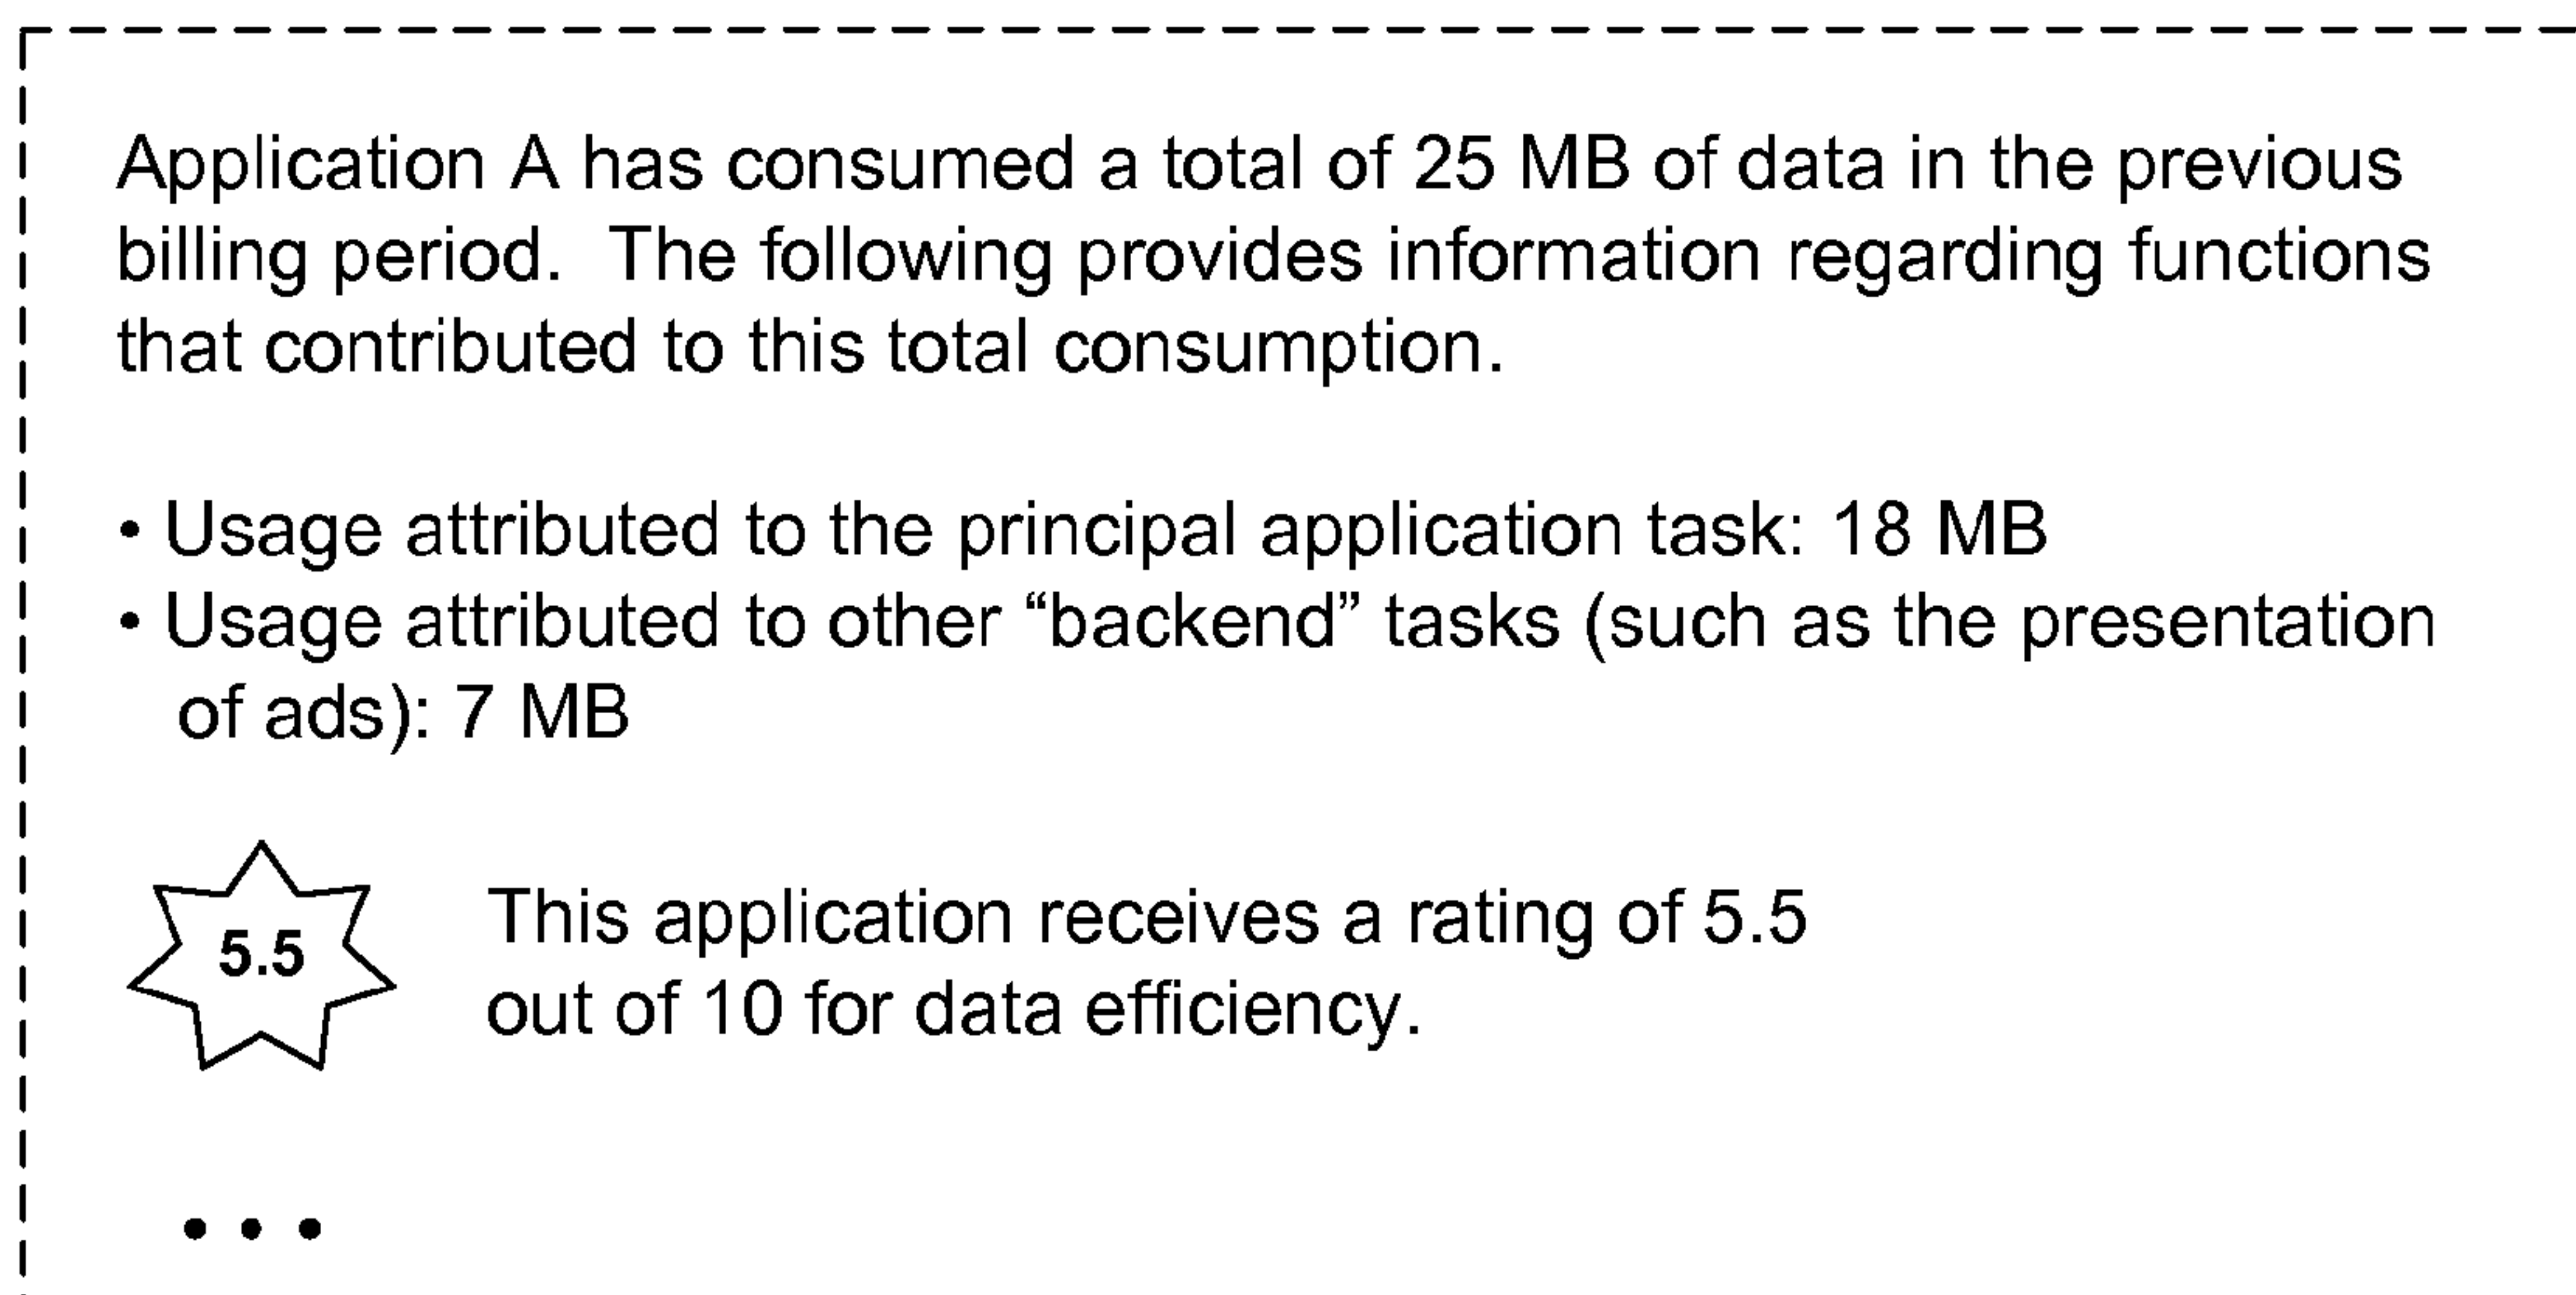 Application A has consumed a total of 25 MB of data in the previous
billing period.  The following provides information regarding functions
that contributed to this total consumption.
• Usage attributed to the principal application task: 18 MB
• Usage attributed to other “backend” tasks (such as the presentation
of ads): 7 MB
5.5
This application receives a rating of 5.5
out of 10 for data efficiency.
• • •